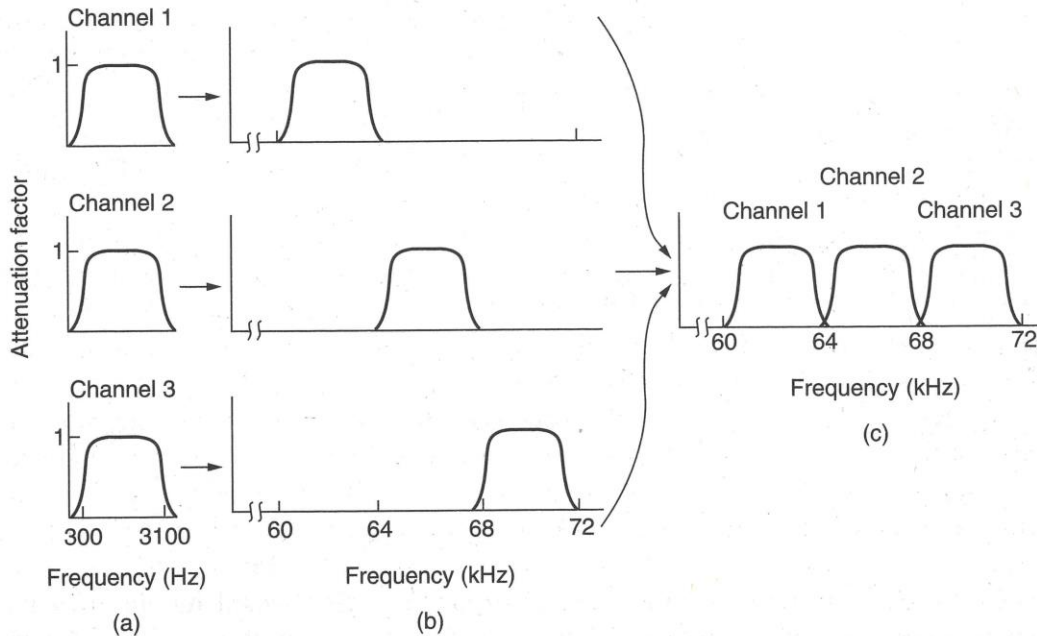 Channel 1
1
Channel 2
1
Channel 3
1
Attenuation factor
300 3100
Frequency (Hz)
(a)
60 64 68 72
Frequency (kHz)
(b)
Channel 2
Channel 1 Channel 3
60 64 68 72
Frequency (kHz)
(c)